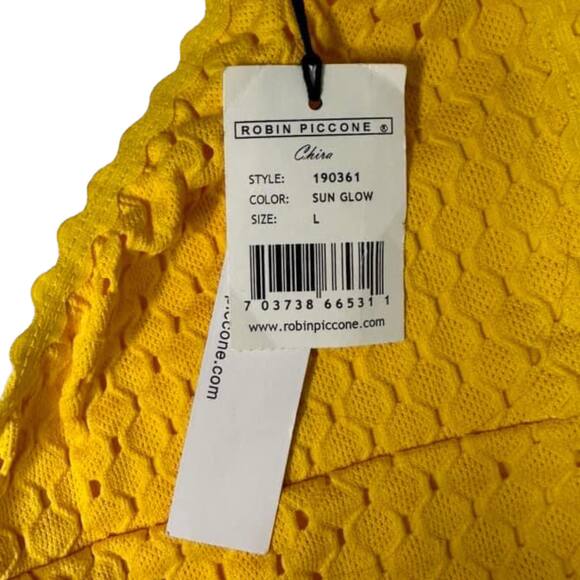 ROBIN PICCONE ®
Chira
STYLE: 190361
COLOR: SUN GLOW
SIZE: L
7 03738 66531 1
www.robinpiccone.com
piccone.com